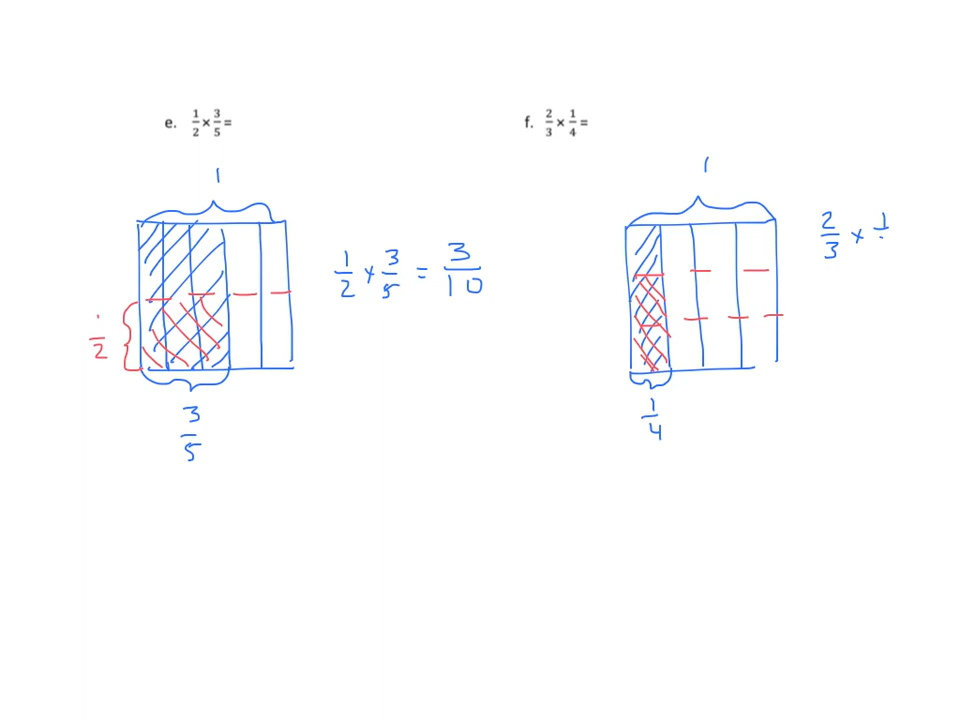 e. 1/2 × 3/5 =
f. 2/3 × 1/4 =
1
1
1/2 × 3/5 = 3/10
2/3 × 1
1/2
3/5
1/4